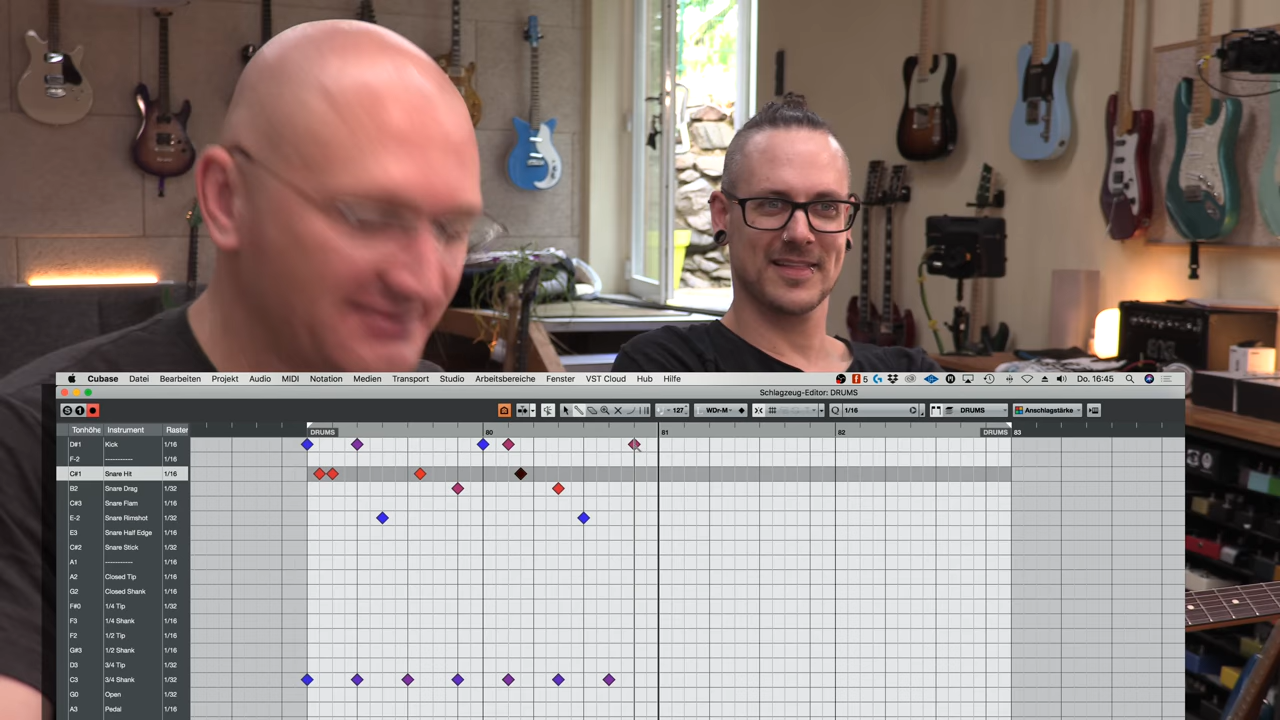 Cubase Datei Bearbeiten Projekt Audio MIDI Notation Medien Transport Studio Arbeitsbereiche Fenster VST Cloud Hub Hilfe 5 Do. 16:45
Schlagzeug-Editor: DRUMS
S 127 WDr-M Q 1/16 DRUMS Anschlagstärke
Tonhöhe Instrument Raster 80 81 82 83
DRUMS DRUMS
D#1 Kick 1/16
F-2 ------------ 1/16
C#1 Snare Hit 1/16
B2 Snare Drag 1/32
C#3 Snare Flam 1/16
E-2 Snare Rimshot 1/32
E3 Snare Half Edge 1/16
C#2 Snare Stick 1/32
A1 ------------ 1/16
A2 Closed Tip 1/16
G2 Closed Shank 1/16
F#0 1/4 Tip 1/32
F3 1/4 Shank 1/16
F2 1/2 Tip 1/16
G#3 1/2 Shank 1/16
D3 3/4 Tip 1/32
C3 3/4 Shank 1/32
G0 Open 1/32
A3 Pedal 1/16